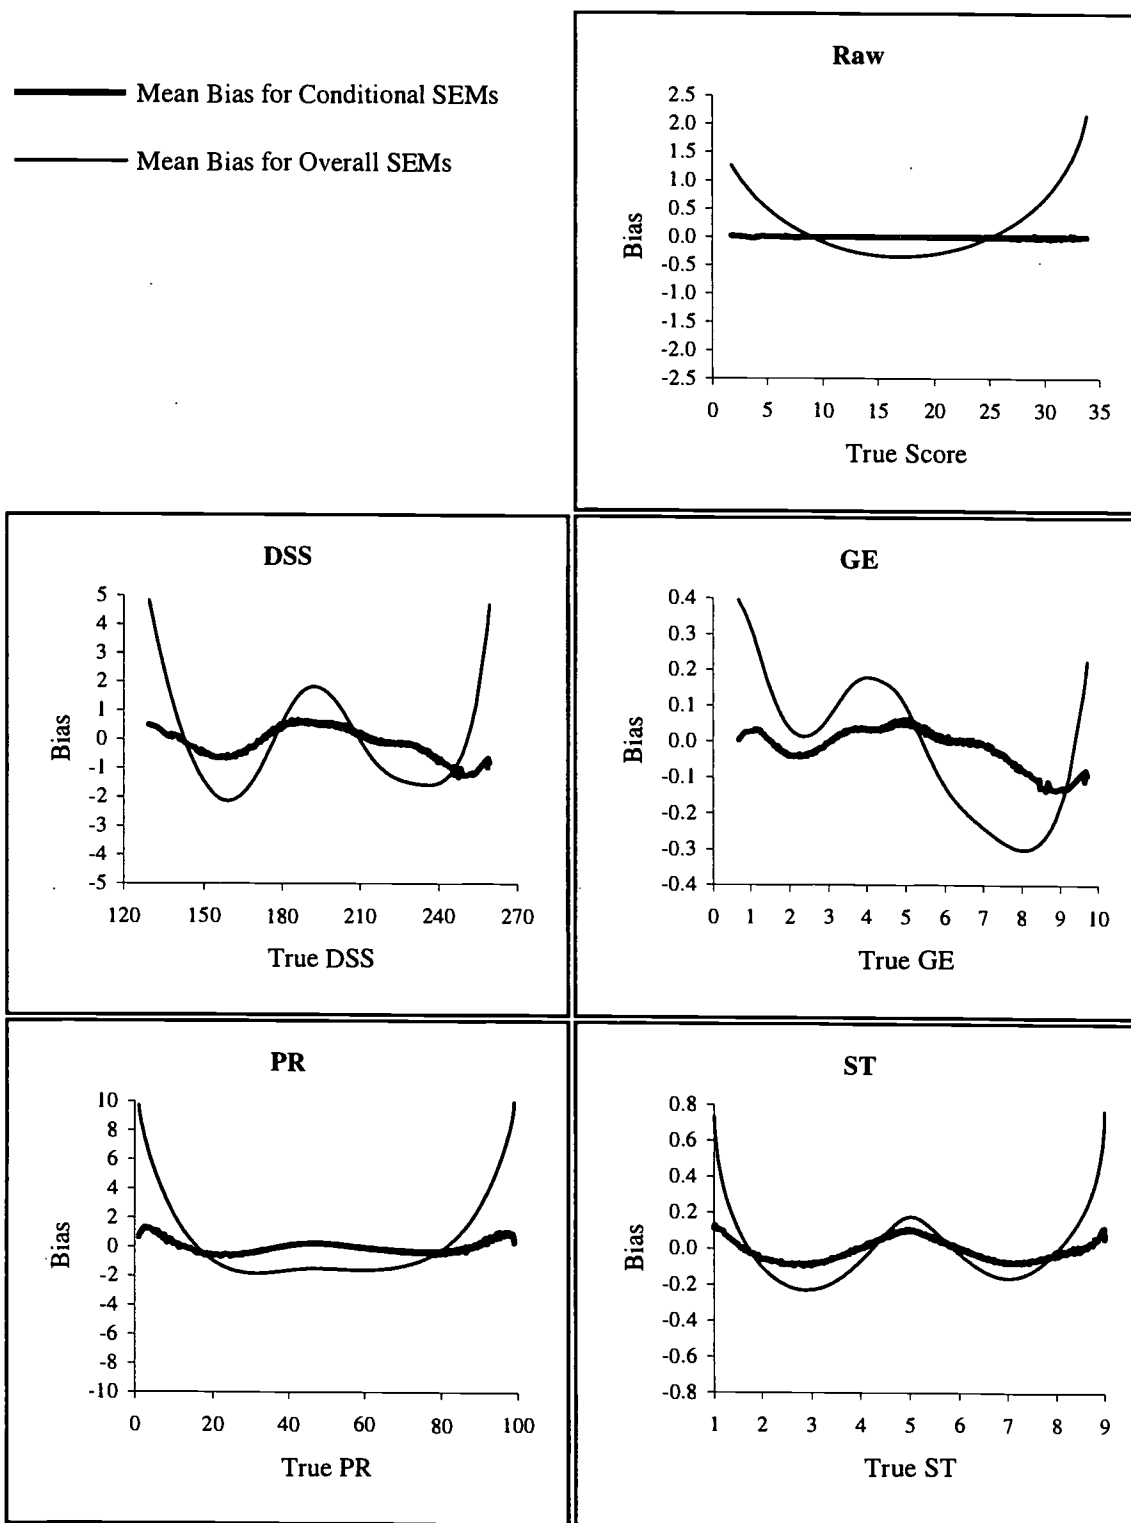 Mean Bias for Conditional SEMs
Mean Bias for Overall SEMs
Raw
2.5
2.0
1.5
1.0
0.5
0.0
-0.5
-1.0
-1.5
-2.0
-2.5
Bias
0 5 10 15 20 25 30 35
True Score
DSS
5
4
3
2
1
0
-1
-2
-3
-4
-5
Bias
120 150 180 210 240 270
True DSS
GE
0.4
0.3
0.2
0.1
0.0
-0.1
-0.2
-0.3
-0.4
Bias
0 1 2 3 4 5 6 7 8 9 10
True GE
PR
10
8
6
4
2
0
-2
-4
-6
-8
-10
Bias
0 20 40 60 80 100
True PR
ST
0.8
0.6
0.4
0.2
0.0
-0.2
-0.4
-0.6
-0.8
Bias
1 2 3 4 5 6 7 8 9
True ST